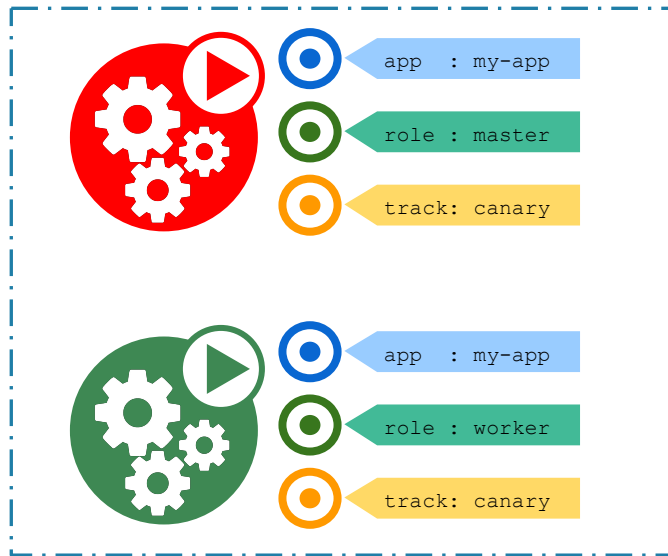 app  : my-app
role : master
track: canary
app  : my-app
role : worker
track: canary